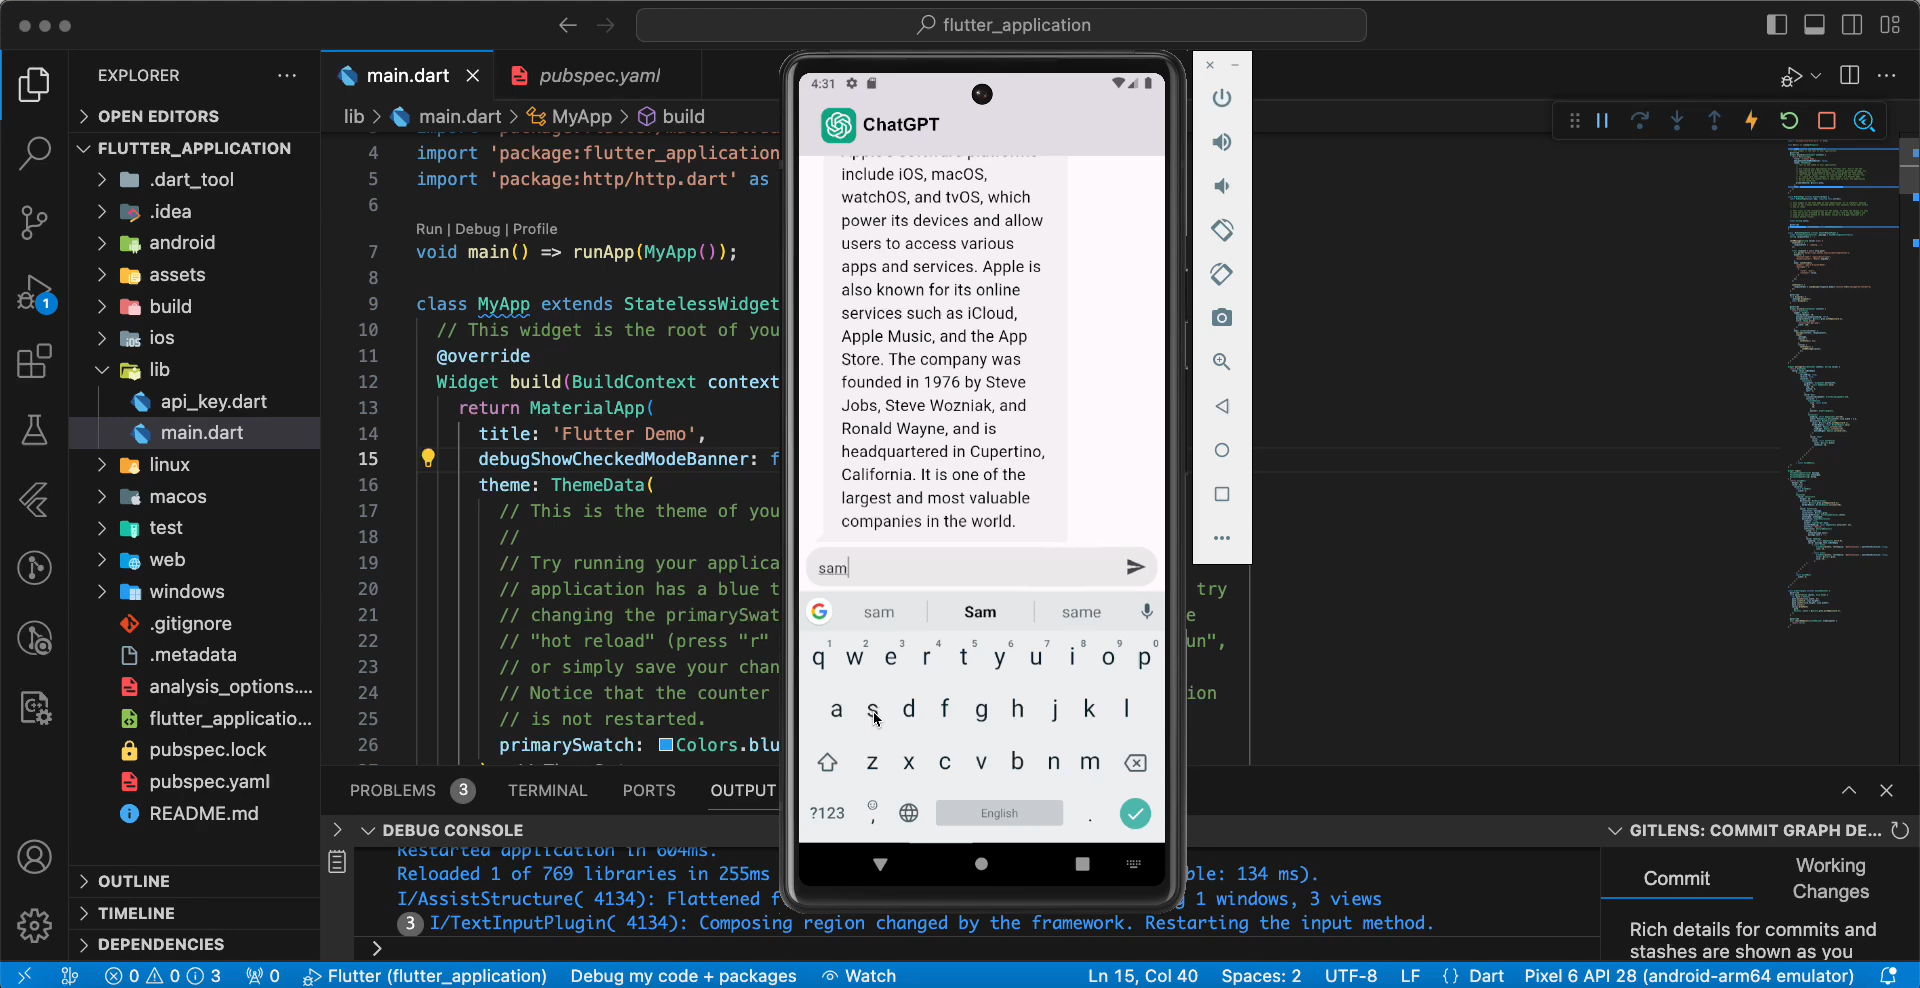 flutter_application
EXPLORER
OPEN EDITORS
FLUTTER_APPLICATION
.dart_tool
.idea
android
assets
build
ios
lib
api_key.dart
main.dart
linux
macos
test
web
windows
.gitignore
.metadata
analysis_options....
flutter_applicatio...
pubspec.lock
pubspec.yaml
README.md
OUTLINE
TIMELINE
DEPENDENCIES
1
main.dart
pubspec.yaml
lib > main.dart > MyApp > build
4 import 'package:flutter_application
5 import 'package:http/http.dart' as
6
Run | Debug | Profile
7 void main() => runApp(MyApp());
8
9 class MyApp extends StatelessWidget
10 // This widget is the root of you
11 @override
12 Widget build(BuildContext context
13 return MaterialApp(
14 title: 'Flutter Demo',
15 debugShowCheckedModeBanner: f
16 theme: ThemeData(
17 // This is the theme of you
18 //
19 // Try running your applica
20 // application has a blue t try
21 // changing the primarySwat e
22 // "hot reload" (press "r" un",
23 // or simply save your chan
24 // Notice that the counter ion
25 // is not restarted.
26 primarySwatch: Colors.blu
4:31
ChatGPT
include iOS, macOS,
watchOS, and tvOS, which
power its devices and allow
users to access various
apps and services. Apple is
also known for its online
services such as iCloud,
Apple Music, and the App
Store. The company was
founded in 1976 by Steve
Jobs, Steve Wozniak, and
Ronald Wayne, and is
headquartered in Cupertino,
California. It is one of the
largest and most valuable
companies in the world.
sam
sam Sam same
q1 w2 e3 r4 t5 y6 u7 i8 o9 p0
a s d f g h j k l
z x c v b n m
?123 , English .
PROBLEMS 3 TERMINAL PORTS OUTPUT
DEBUG CONSOLE
Restarted application in 604ms.
Reloaded 1 of 769 libraries in 255ms ble: 134 ms).
I/AssistStructure( 4134): Flattened f g 1 windows, 3 views
3 I/TextInputPlugin( 4134): Composing region changed by the framework. Restarting the input method.
>
GITLENS: COMMIT GRAPH DE...
Commit
Working
Changes
Rich details for commits and
stashes are shown as you
0 0 3 0 Flutter (flutter_application) Debug my code + packages Watch Ln 15, Col 40 Spaces: 2 UTF-8 LF {} Dart Pixel 6 API 28 (android-arm64 emulator)